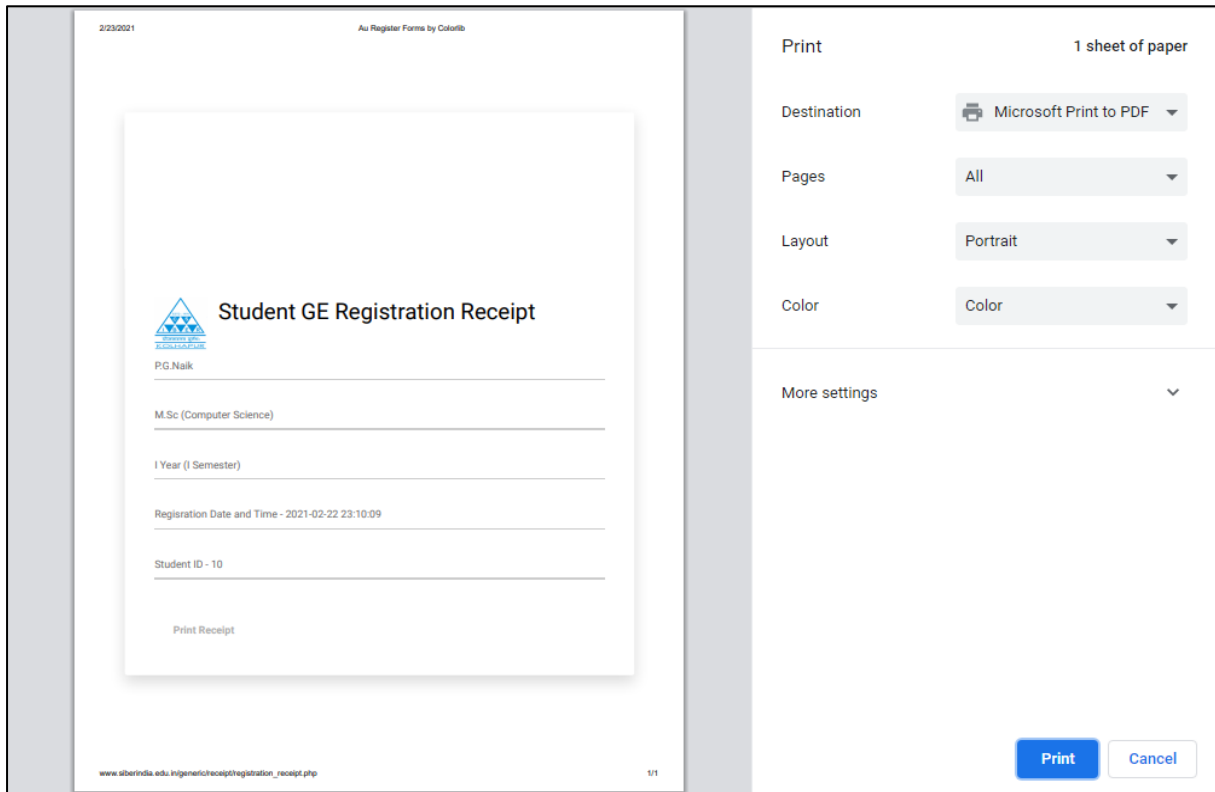 2/23/2021 Au Register Forms by Colorlib
Student GE Registration Receipt
KOLHAPUR
P.G.Naik
M.Sc (Computer Science)
I Year (I Semester)
Regisration Date and Time - 2021-02-22 23:10:09
Student ID - 10
Print Receipt
www.siberindia.edu.in/generic/receipt/registration_receipt.php 1/1
Print 1 sheet of paper
Destination Microsoft Print to PDF
Pages All
Layout Portrait
Color Color
More settings
Print Cancel